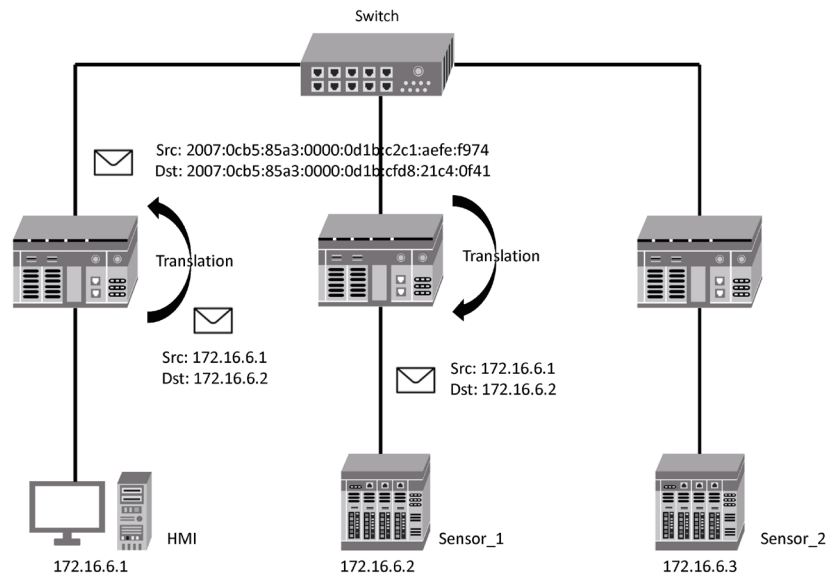 Switch
Src: 2007:0cb5:85a3:0000:0d1b:c2c1:aefe:f974
Dst: 2007:0cb5:85a3:0000:0d1b:cfd8:21c4:0f41
Translation
Translation
Src: 172.16.6.1
Dst: 172.16.6.2
Src: 172.16.6.1
Dst: 172.16.6.2
HMI
Sensor_1
Sensor_2
172.16.6.1
172.16.6.2
172.16.6.3